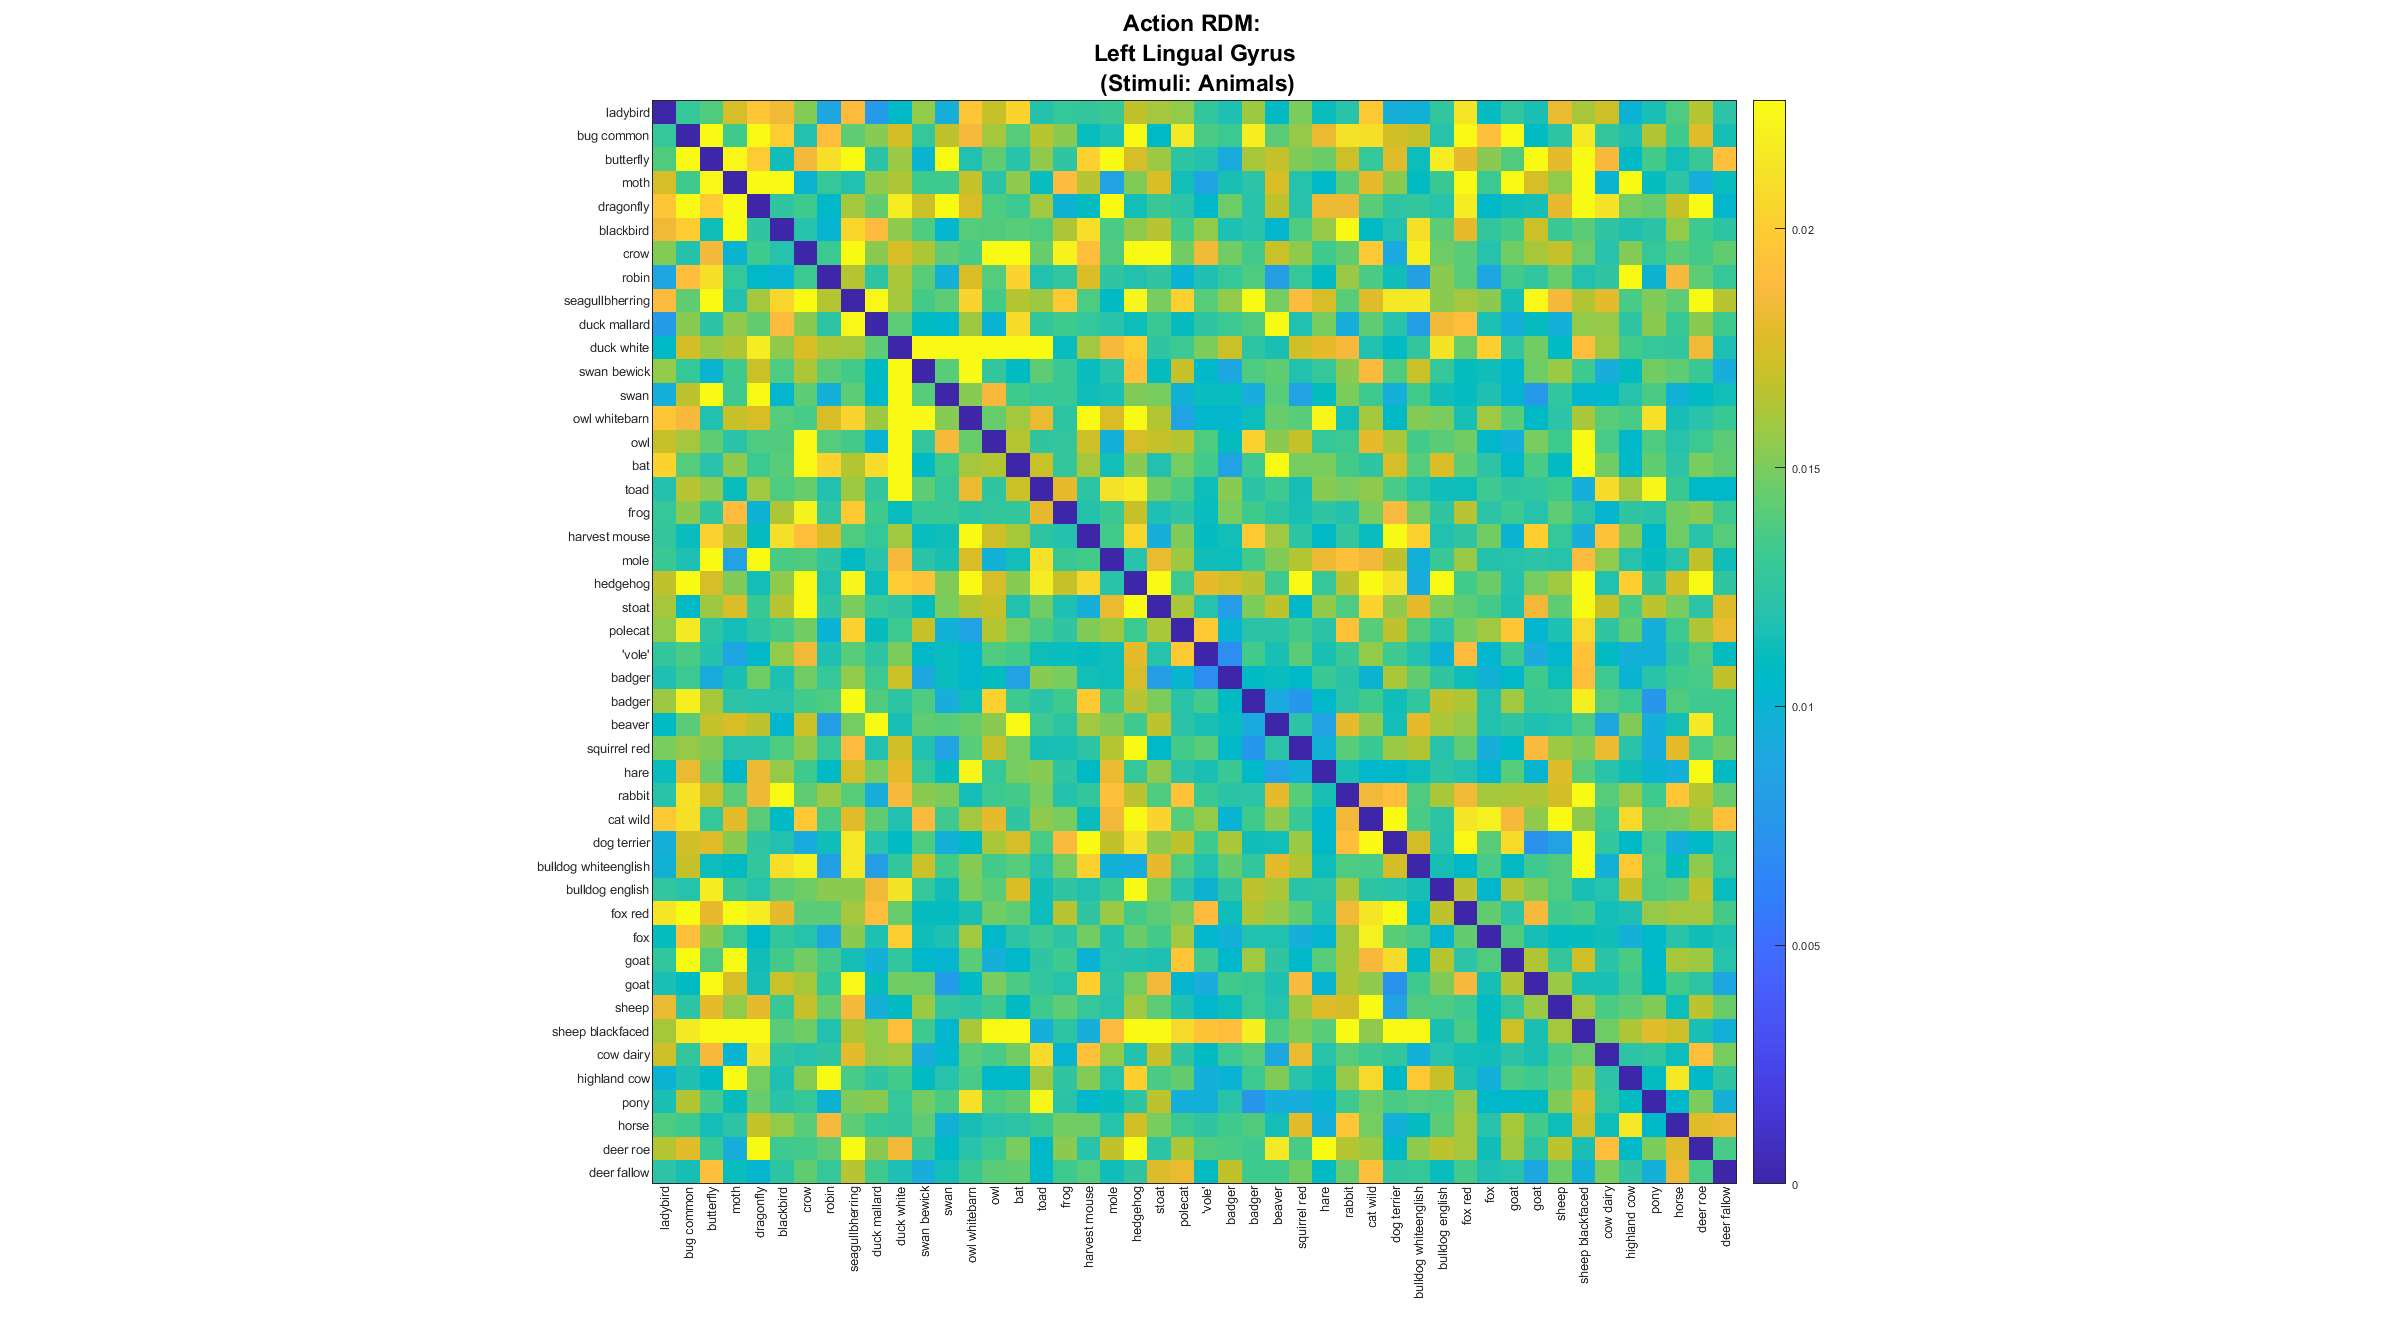 Action RDM:
Left Lingual Gyrus
(Stimuli: Animals)
ladybird
bug common
butterfly
moth
dragonfly
blackbird
crow
robin
seagullbherring
duck mallard
duck white
swan bewick
swan
owl whitebarn
owl
bat
toad
frog
harvest mouse
mole
hedgehog
stoat
polecat
'vole'
badger
badger
beaver
squirrel red
hare
rabbit
cat wild
dog terrier
bulldog whiteenglish
bulldog english
fox red
fox
goat
goat
sheep
sheep blackfaced
cow dairy
highland cow
pony
horse
deer roe
deer fallow
ladybird
bug common
butterfly
moth
dragonfly
blackbird
crow
robin
seagullbherring
duck mallard
duck white
swan bewick
swan
owl whitebarn
owl
bat
toad
frog
harvest mouse
mole
hedgehog
stoat
polecat
'vole'
badger
badger
beaver
squirrel red
hare
rabbit
cat wild
dog terrier
bulldog whiteenglish
bulldog english
fox red
fox
goat
goat
sheep
sheep blackfaced
cow dairy
highland cow
pony
horse
deer roe
deer fallow
0.02
0.015
0.01
0.005
0